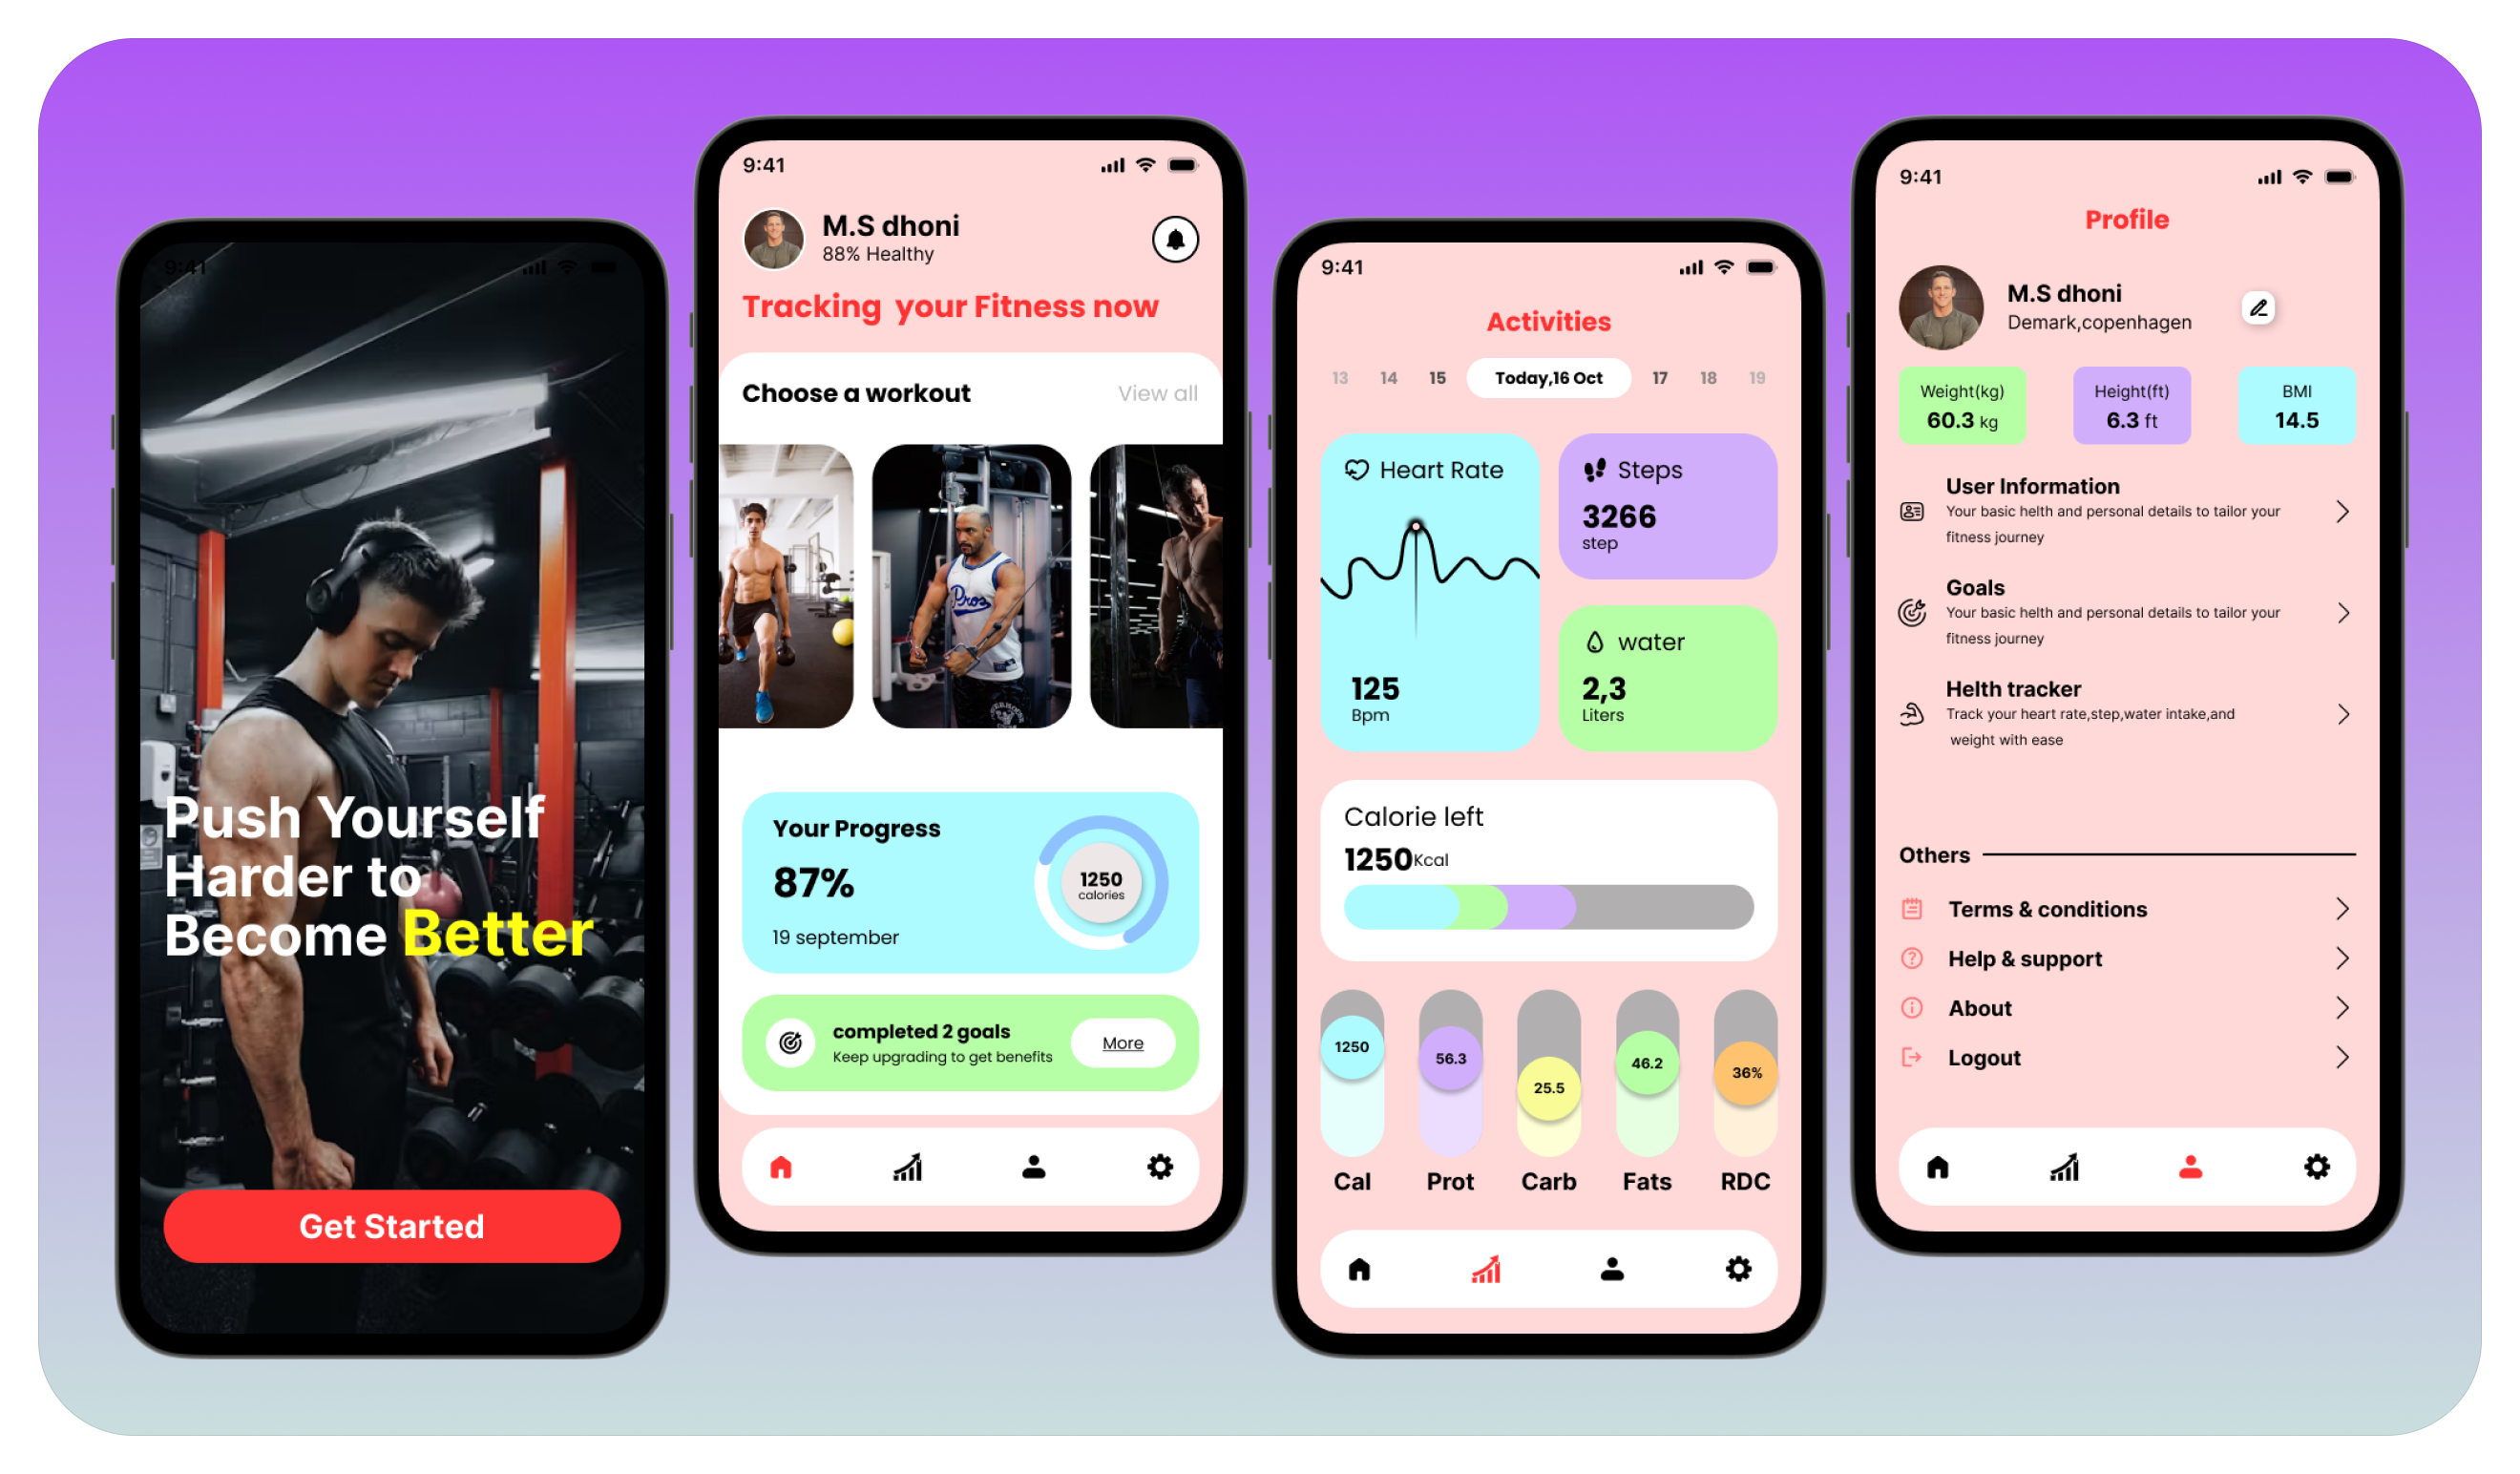 9:41
Push Yourself
Harder to
Become Better
Get Started
9:41
M.S dhoni
88% Healthy
Tracking your Fitness now
Choose a workout
View all
Pros
Your Progress
87%
19 september
1250
calories
completed 2 goals
Keep upgrading to get benefits
More
9:41
Activities
13 14 15 Today,16 Oct 17 18 19
Heart Rate
125
Bpm
Steps
3266
step
water
2,3
Liters
Calorie left
1250Kcal
1250 56.3 25.5 46.2 36%
Cal Prot Carb Fats RDC
9:41
Profile
M.S dhoni
Demark,copenhagen
Weight(kg)
60.3 kg
Height(ft)
6.3 ft
BMI
14.5
User Information
Your basic helth and personal details to tailor your
fitness journey
Goals
Your basic helth and personal details to tailor your
fitness journey
Helth tracker
Track your heart rate,step,water intake,and
weight with ease
Others
Terms & conditions
Help & support
About
Logout